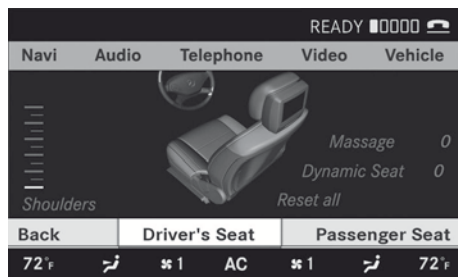 READY
Navi Audio Telephone Video Vehicle
Massage 0
Dynamic Seat 0
Shoulders Reset all
Back Driver's Seat Passenger Seat
72°F 1 AC 1 72°F